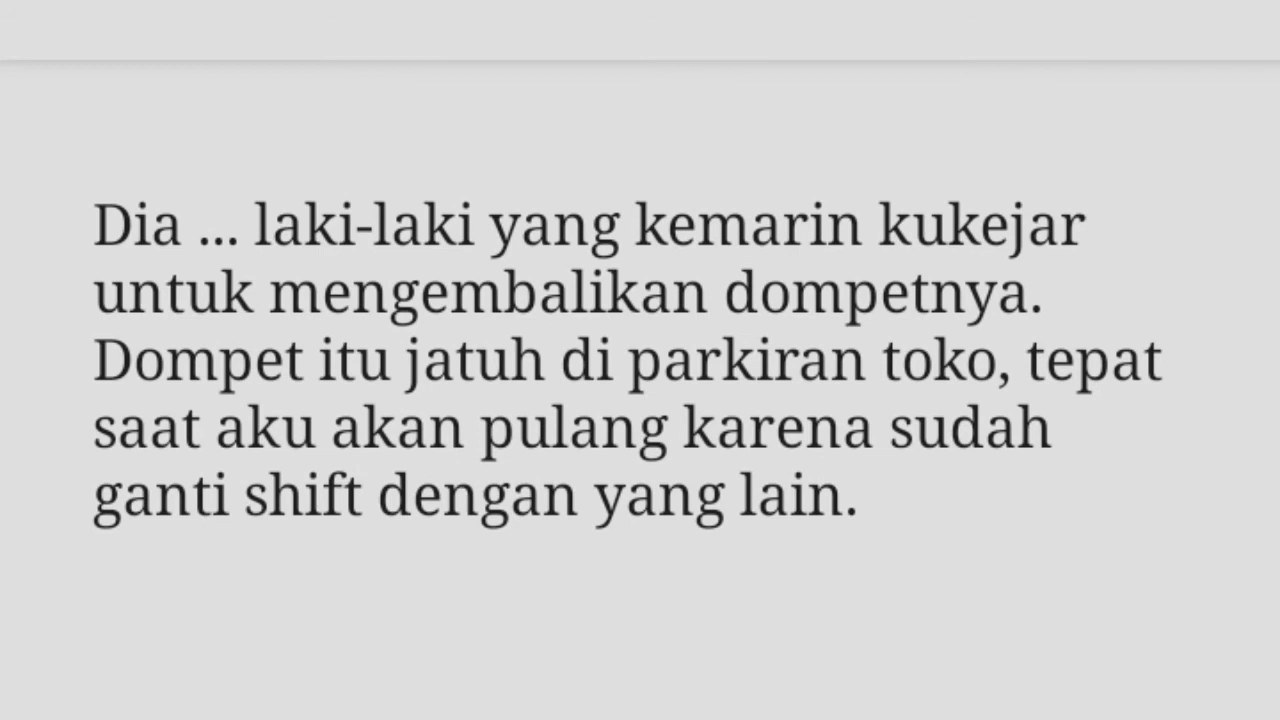 Dia ... laki-laki yang kemarin kukejar
untuk mengembalikan dompetnya.
Dompet itu jatuh di parkiran toko, tepat
saat aku akan pulang karena sudah
ganti shift dengan yang lain.